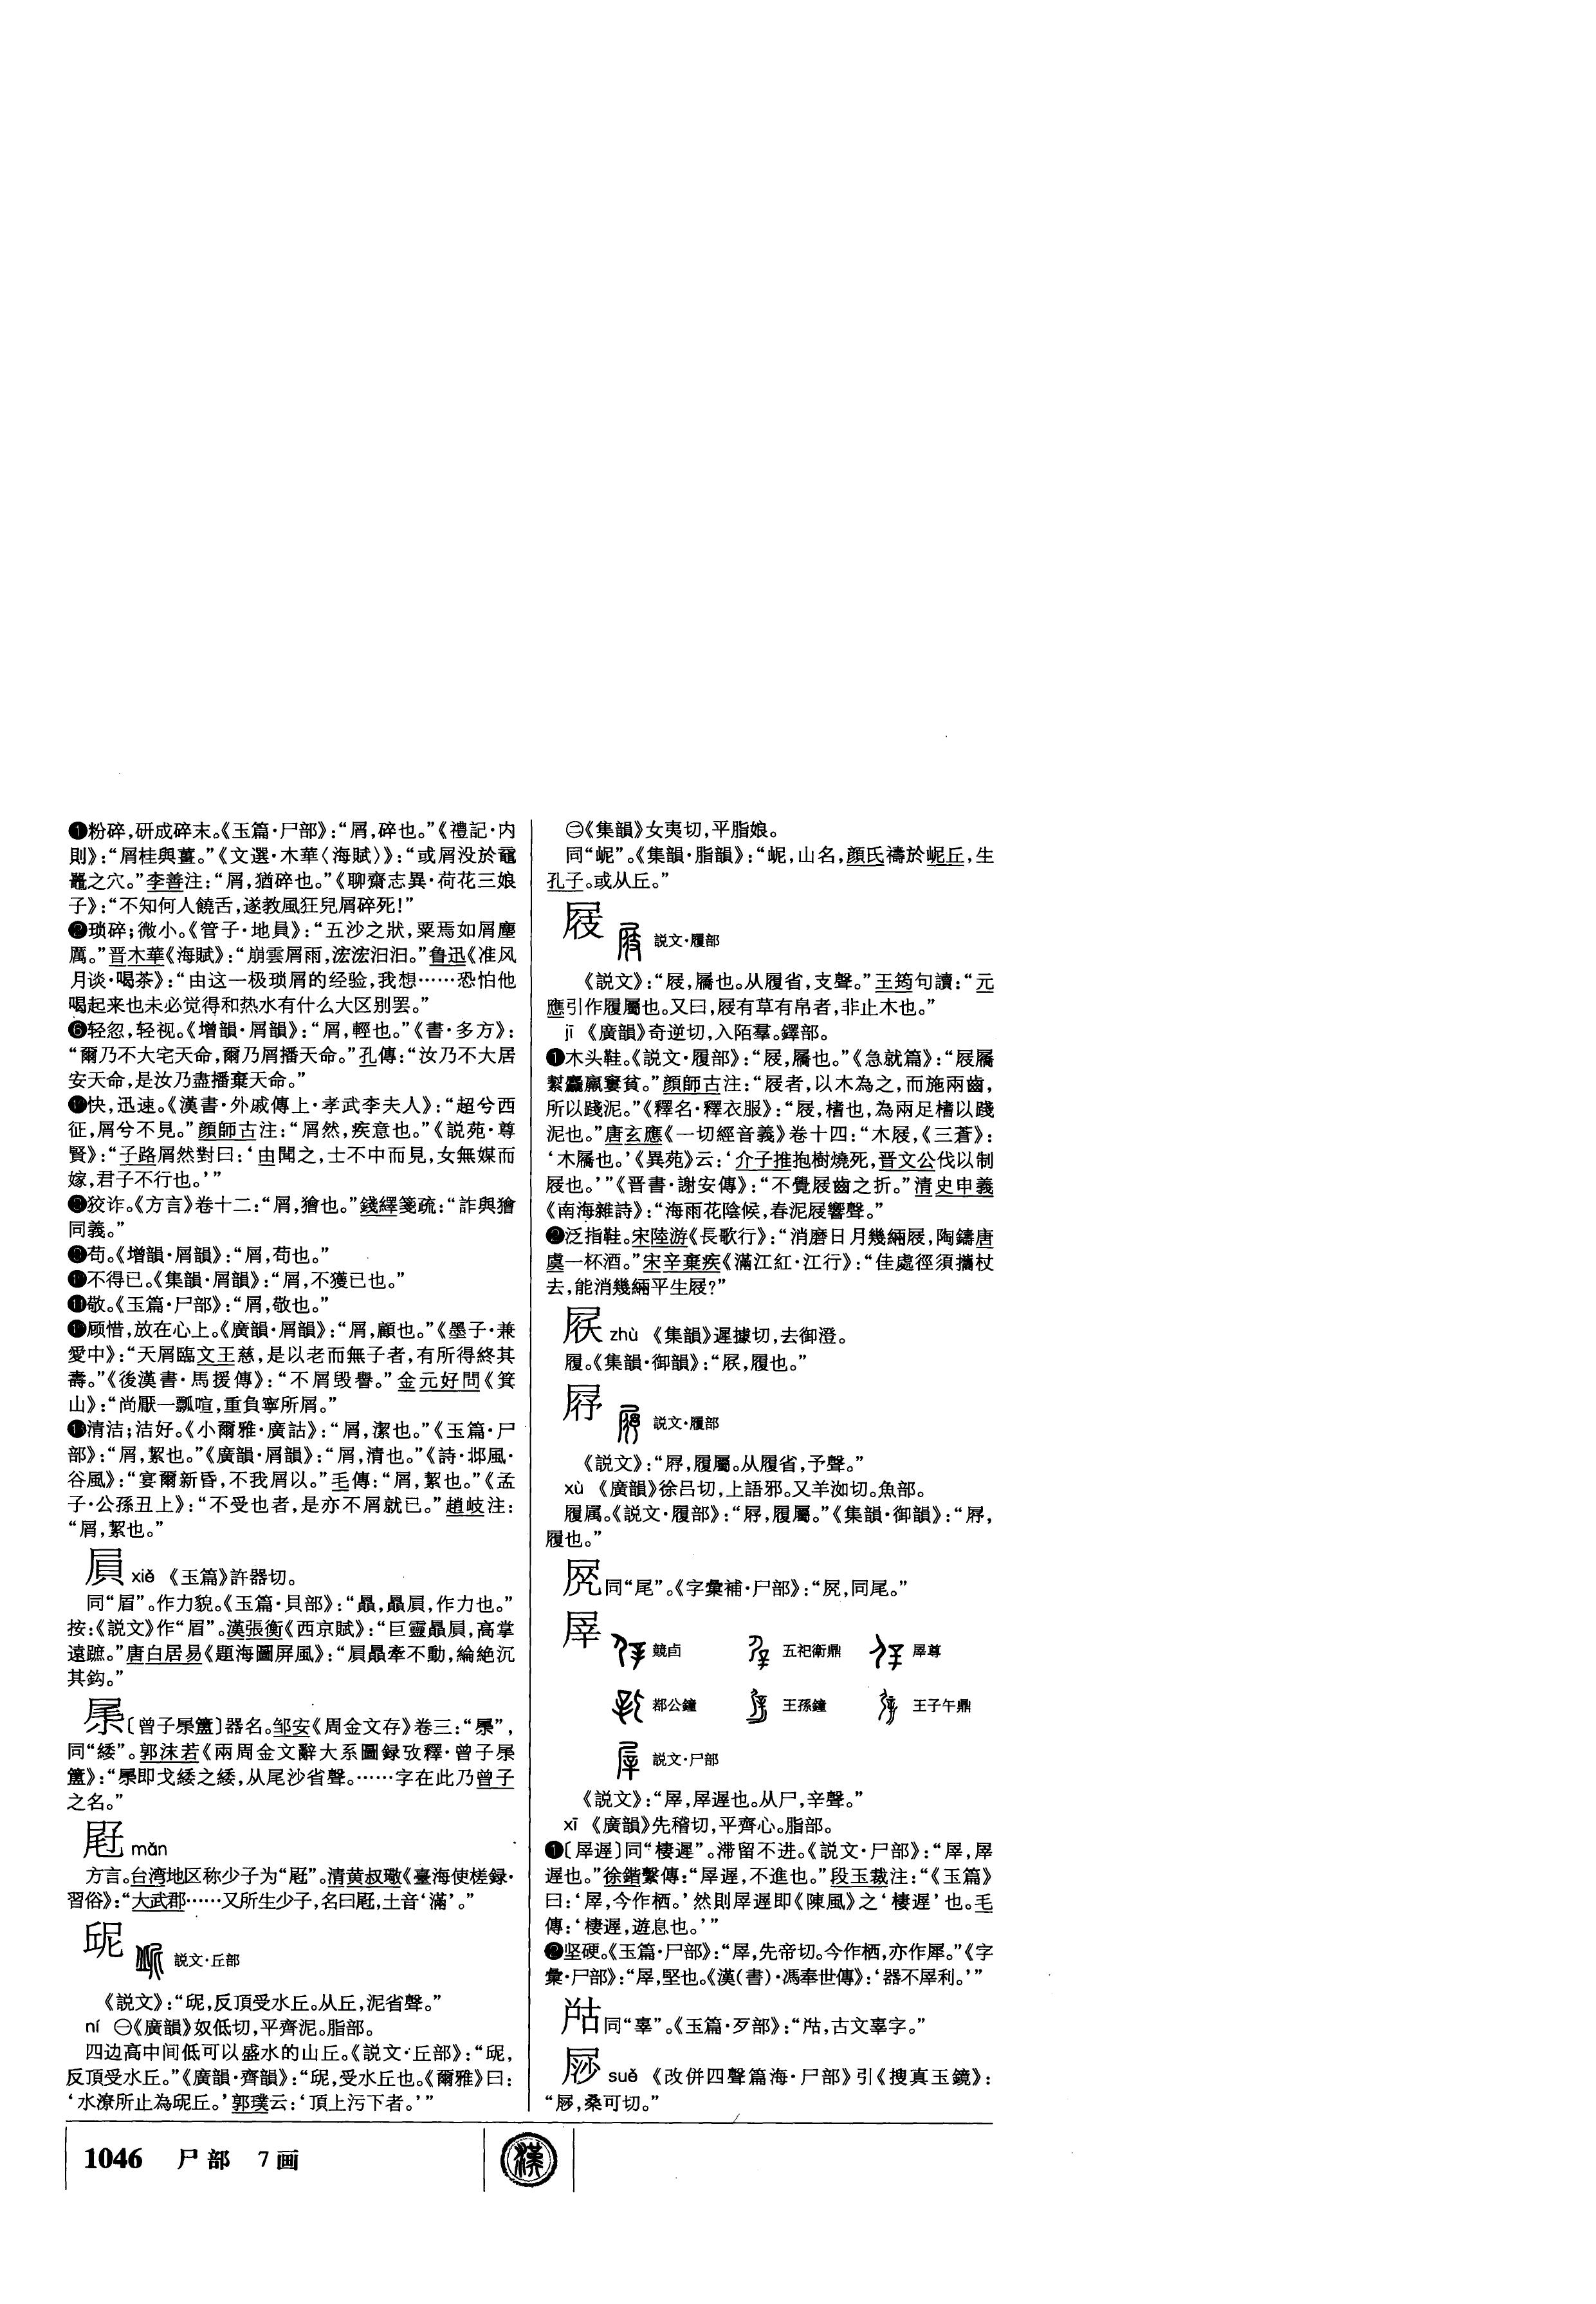 ❶粉碎，研成碎末。《玉篇·尸部》：“屑，碎也。”《禮記·内
則》：“屑桂與薑。”《文選·木華〈海賦〉》：“或屑没於黿
鼉之穴。”李善注：“屑，猶碎也。”《聊齋志異·荷花三娘
子》：“不知何人饒舌，遂教風狂兒屑碎死！”
琐碎；微小。《管子·地員》：“五沙之狀，粟焉如屑塵
厲。”晋木華《海賦》：“崩雲屑雨，浤浤汩汩。”鲁迅《准风
月谈·喝茶》：“由这一极琐屑的经验，我想……恐怕他
喝起来也未必觉得和热水有什么大区别罢。”
❻轻忽，轻视。《增韻·屑韻》：“屑，輕也。”《書·多方》：
“爾乃不大宅天命，爾乃屑播天命。”孔傳：“汝乃不大居
安天命，是汝乃盡播棄天命。”
快，迅速。《漢書·外戚傳上·孝武李夫人》：“超兮西
征，屑兮不見。”顔師古注：“屑然，疾意也。”《説苑·尊
賢》：“子路屑然對曰：‘由聞之，士不中而見，女無媒而
嫁，君子不行也。’”
狡诈。《方言》卷十二：“屑，獪也。”錢繹箋疏：“詐與獪
同義。”
苟。《增韻·屑韻》：“屑，苟也。”
不得已。《集韻·屑韻》：“屑，不獲已也。”
⓫敬。《玉篇·尸部》：“屑，敬也。”
顾惜，放在心上。《廣韻·屑韻》：“屑，顧也。”《墨子·兼
愛中》：“天屑臨文王慈，是以老而無子者，有所得終其
壽。”《後漢書·馬援傳》：“不屑毁譽。”金元好問《箕
山》：“尚厭一瓢喧，重負寧所屑。”
⓭清洁；洁好。《小爾雅·廣詁》：“屑，潔也。”《玉篇·尸
部》：“屑，絜也。”《廣韻·屑韻》：“屑，清也。”《詩·邶風·
谷風》：“宴爾新昏，不我屑以。”毛傳：“屑，絜也。”《孟
子·公孫丑上》：“不受也者，是亦不屑就已。”趙岐注：
“屑，絜也。”
屓 xiě 《玉篇》許器切。
同“眉”。作力貌。《玉篇·貝部》：“贔，贔屓，作力也。”
按：《説文》作“眉”。漢張衡《西京賦》：“巨靈贔屓，高掌
遠蹠。”唐白居易《題海圖屏風》：“屓贔牽不動，綸絶沉
其鈎。”
㞙〔曾子㞙簠〕器名。邹安《周金文存》卷三：“㞙”，
同“緌”。郭沫若《兩周金文辭大系圖録攷釋·曾子㞙
簠》：“㞙即戈緌之緌，从尾沙省聲。……字在此乃曾子
之名。”
mǎn
方言。台湾地区称少子为“”。清黄叔璥《臺海使槎録·
習俗》：“大武郡……又所生少子，名曰，土音‘滿’。”
㞾 説文·丘部
《説文》：“㞾，反頂受水丘。从丘，泥省聲。”
ní ㊀《廣韻》奴低切，平齊泥。脂部。
四边高中间低可以盛水的山丘。《説文·丘部》：“㞾，
反頂受水丘。”《廣韻·齊韻》：“㞾，受水丘也。《爾雅》曰：
‘水潦所止為㞾丘。’郭璞云：‘頂上污下者。’”
㊁《集韻》女夷切，平脂娘。
同“岮”。《集韻·脂韻》：“岮，山名，顔氏禱於岮丘，生
孔子。或从丘。”
屐 説文·履部
《説文》：“屐，屩也。从履省，支聲。”王筠句讀：“元
應引作履屬也。又曰，屐有草有帛者，非止木也。”
jī 《廣韻》奇逆切，入陌羣。鐸部。
❶木头鞋。《説文·履部》：“屐，屩也。”《急就篇》：“屐屩
䋈麤羸窶貧。”顔師古注：“屐者，以木為之，而施兩齒，
所以踐泥。”《釋名·釋衣服》：“屐，榰也，為兩足榰以踐
泥也。”唐玄應《一切經音義》卷十四：“木屐，《三蒼》：
‘木屩也。’《異苑》云：‘介子推抱樹燒死，晋文公伐以制
屐也。’”《晋書·謝安傳》：“不覺屐齒之折。”清史申義
《南海雜詩》：“海雨花陰候，春泥屐響聲。”
❷泛指鞋。宋陸游《長歌行》：“消磨日月幾緉屐，陶鑄唐
虞一杯酒。”宋辛棄疾《滿江紅·江行》：“佳處徑須攜杖
去，能消幾緉平生屐？”
zhù 《集韻》遲據切，去御澄。
履。《集韻·御韻》：“，履也。”
㞛 説文·履部
《説文》：“㞛，履屬。从履省，予聲。”
xù 《廣韻》徐吕切，上語邪。又羊洳切。魚部。
履属。《説文·履部》：“㞛，履屬。”《集韻·御韻》：“㞛，
履也。”
同“尾”。《字彙補·尸部》：“，同尾。”
屖 競卣 五祀衛鼎 屖尊
都公鐘 王孫鐘 王子午鼎
説文·尸部
《説文》：“屖，屖遟也。从尸，辛聲。”
xī 《廣韻》先稽切，平齊心。脂部。
❶〔屖遟〕同“棲遟”。滞留不进。《説文·尸部》：“屖，屖
遟也。”徐鍇繫傳：“屖遟，不進也。”段玉裁注：“《玉篇》
曰：‘屖，今作栖。’然則屖遟即《陳風》之‘棲遟’也。毛
傳：‘棲遟，遊息也。’”
❷坚硬。《玉篇·尸部》：“屖，先帝切。今作栖，亦作犀。”《字
彙·尸部》：“屖，堅也。《漢（書）·馮奉世傳》：‘器不屖利。’”
同“辜”。《玉篇·歹部》：“，古文辜字。”
suǒ 《改併四聲篇海·尸部》引《搜真玉鏡》：
“，桑可切。”
1046 尸部 7画
漢